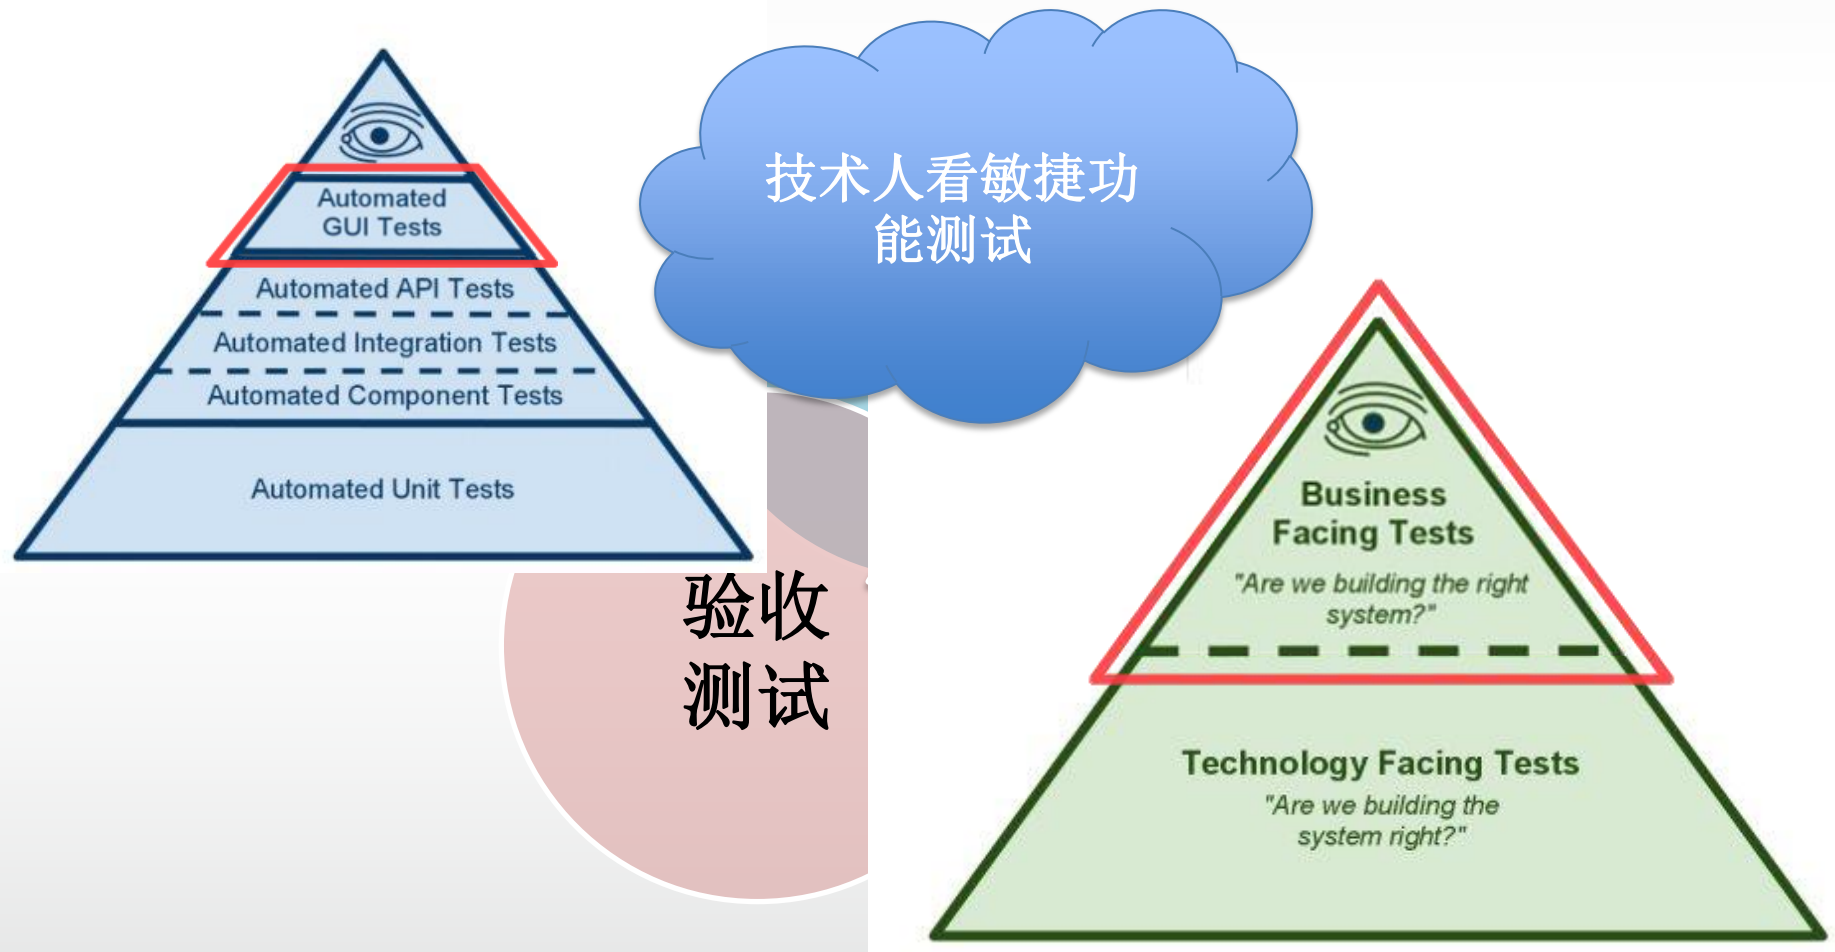 技术人看敏捷功
能测试
Automated
GUI Tests
Automated API Tests
Automated Integration Tests
Automated Component Tests
Automated Unit Tests
验收
测试
Business
Facing Tests
"Are we building the right
system?"
Technology Facing Tests
"Are we building the
system right?"